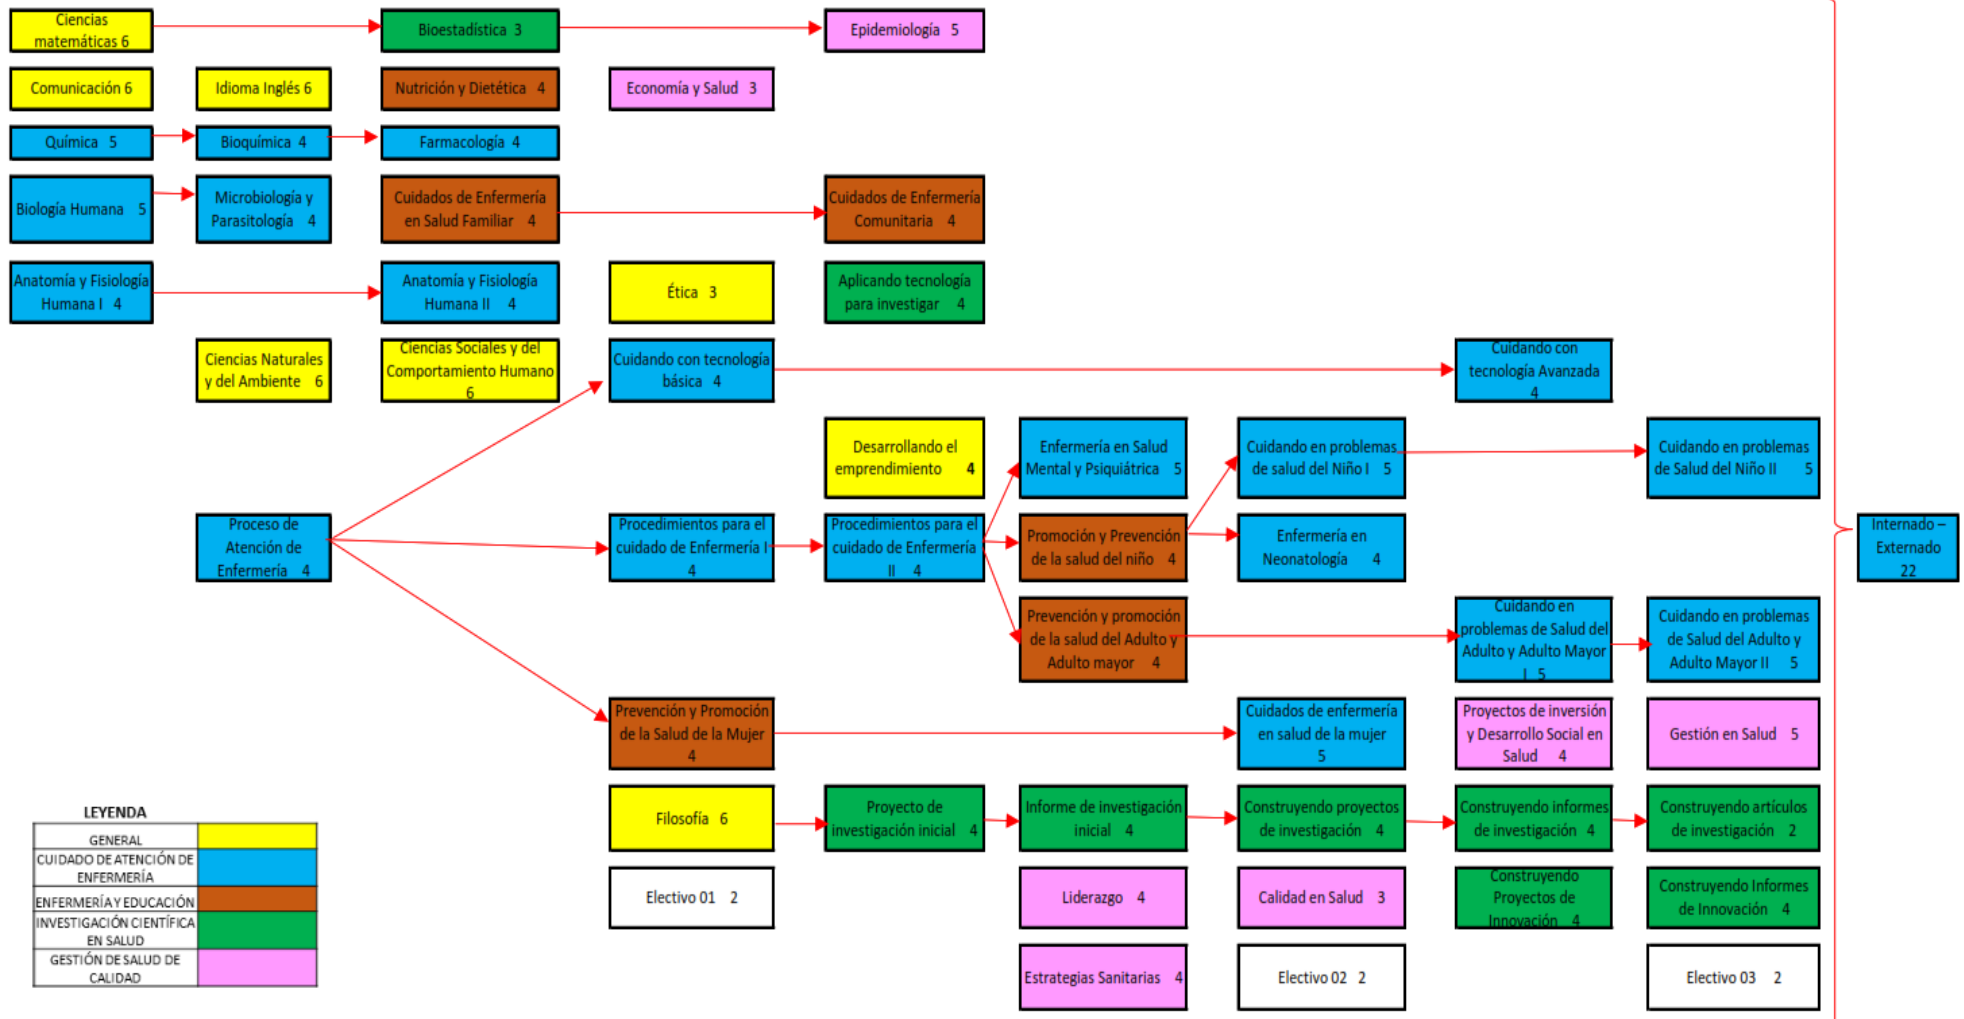 Ciencias
matemáticas 6
Bioestadística 3
Epidemiología 5
Comunicación 6
Idioma Inglés 6
Nutrición y Dietética 4
Economía y Salud 3
Química 5
Bioquímica 4
Farmacología 4
Biología Humana 5
Microbiología y
Parasitología 4
Cuidados de Enfermería
en Salud Familiar 4
Cuidados de Enfermería
Comunitaria 4
Anatomía y Fisiología
Humana I 4
Anatomía y Fisiología
Humana II 4
Ética 3
Aplicando tecnología
para investigar 4
Ciencias Naturales
y del Ambiente 6
Ciencias Sociales y del
Comportamiento Humano
6
Cuidando con tecnología
básica 4
Cuidando con
tecnología Avanzada
4
Desarrollando el
emprendimiento 4
Enfermería en Salud
Mental y Psiquiátrica 5
Cuidando en problemas
de salud del Niño I 5
Cuidando en problemas
de Salud del Niño II 5
Proceso de
Atención de
Enfermería 4
Procedimientos para el
cuidado de Enfermería I
4
Procedimientos para el
cuidado de Enfermería
II 4
Promoción y Prevención
de la salud del niño 4
Enfermería en
Neonatología 4
Internado –
Externado
22
Prevención y promoción
de la salud del Adulto y
Adulto mayor 4
Cuidando en
problemas de Salud del
Adulto y Adulto Mayor
I 5
Cuidando en problemas
de Salud del Adulto y
Adulto Mayor II 5
Prevención y Promoción
de la Salud de la Mujer
4
Cuidados de enfermería
en salud de la mujer
5
Proyectos de inversión
y Desarrollo Social en
Salud 4
Gestión en Salud 5
Filosofía 6
Proyecto de
investigación inicial 4
Informe de investigación
inicial 4
Construyendo proyectos
de investigación 4
Construyendo informes
de investigación 4
Construyendo artículos
de investigación 2
Electivo 01 2
Liderazgo 4
Calidad en Salud 3
Construyendo
Proyectos de
Innovación 4
Construyendo Informes
de Innovación 4
Estrategias Sanitarias 4
Electivo 02 2
Electivo 03 2
LEYENDA
GENERAL
CUIDADO DE ATENCIÓN DE
ENFERMERÍA
ENFERMERÍA Y EDUCACIÓN
INVESTIGACIÓN CIENTÍFICA
EN SALUD
GESTIÓN DE SALUD DE
CALIDAD